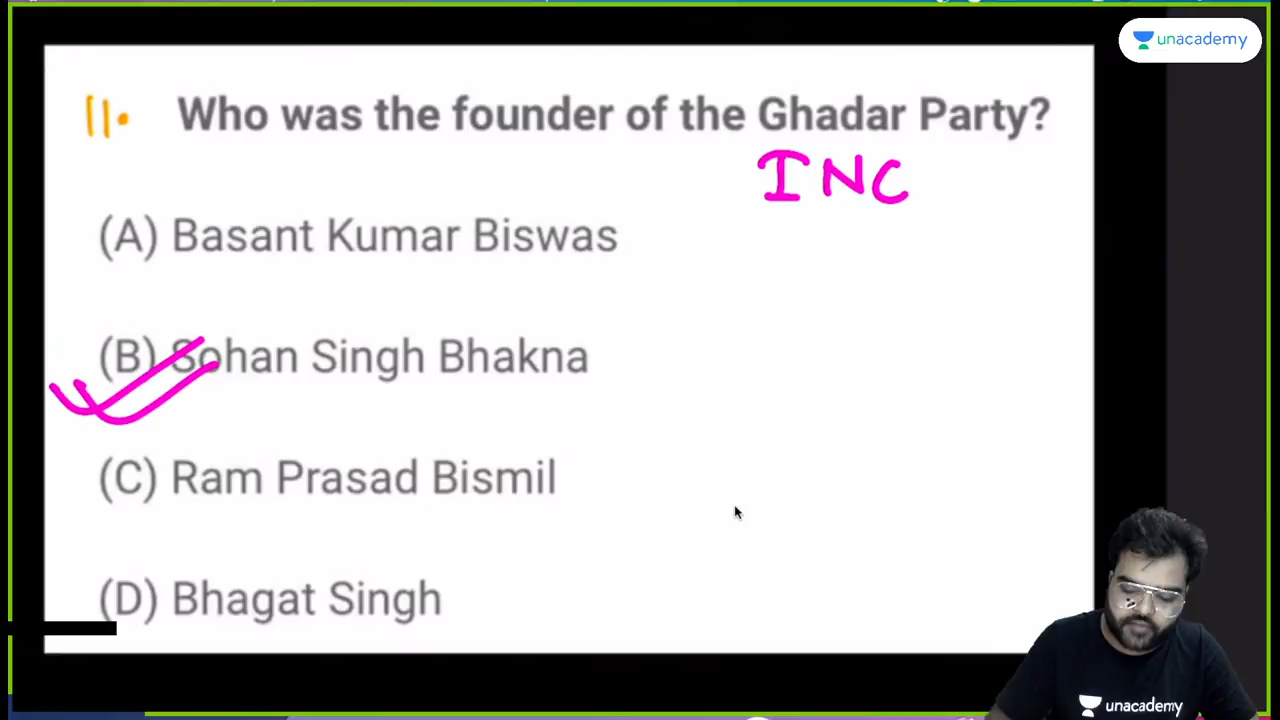 unacademy
11. Who was the founder of the Ghadar Party?
INC
(A) Basant Kumar Biswas
(B) Sohan Singh Bhakna
(C) Ram Prasad Bismil
(D) Bhagat Singh
unacademy